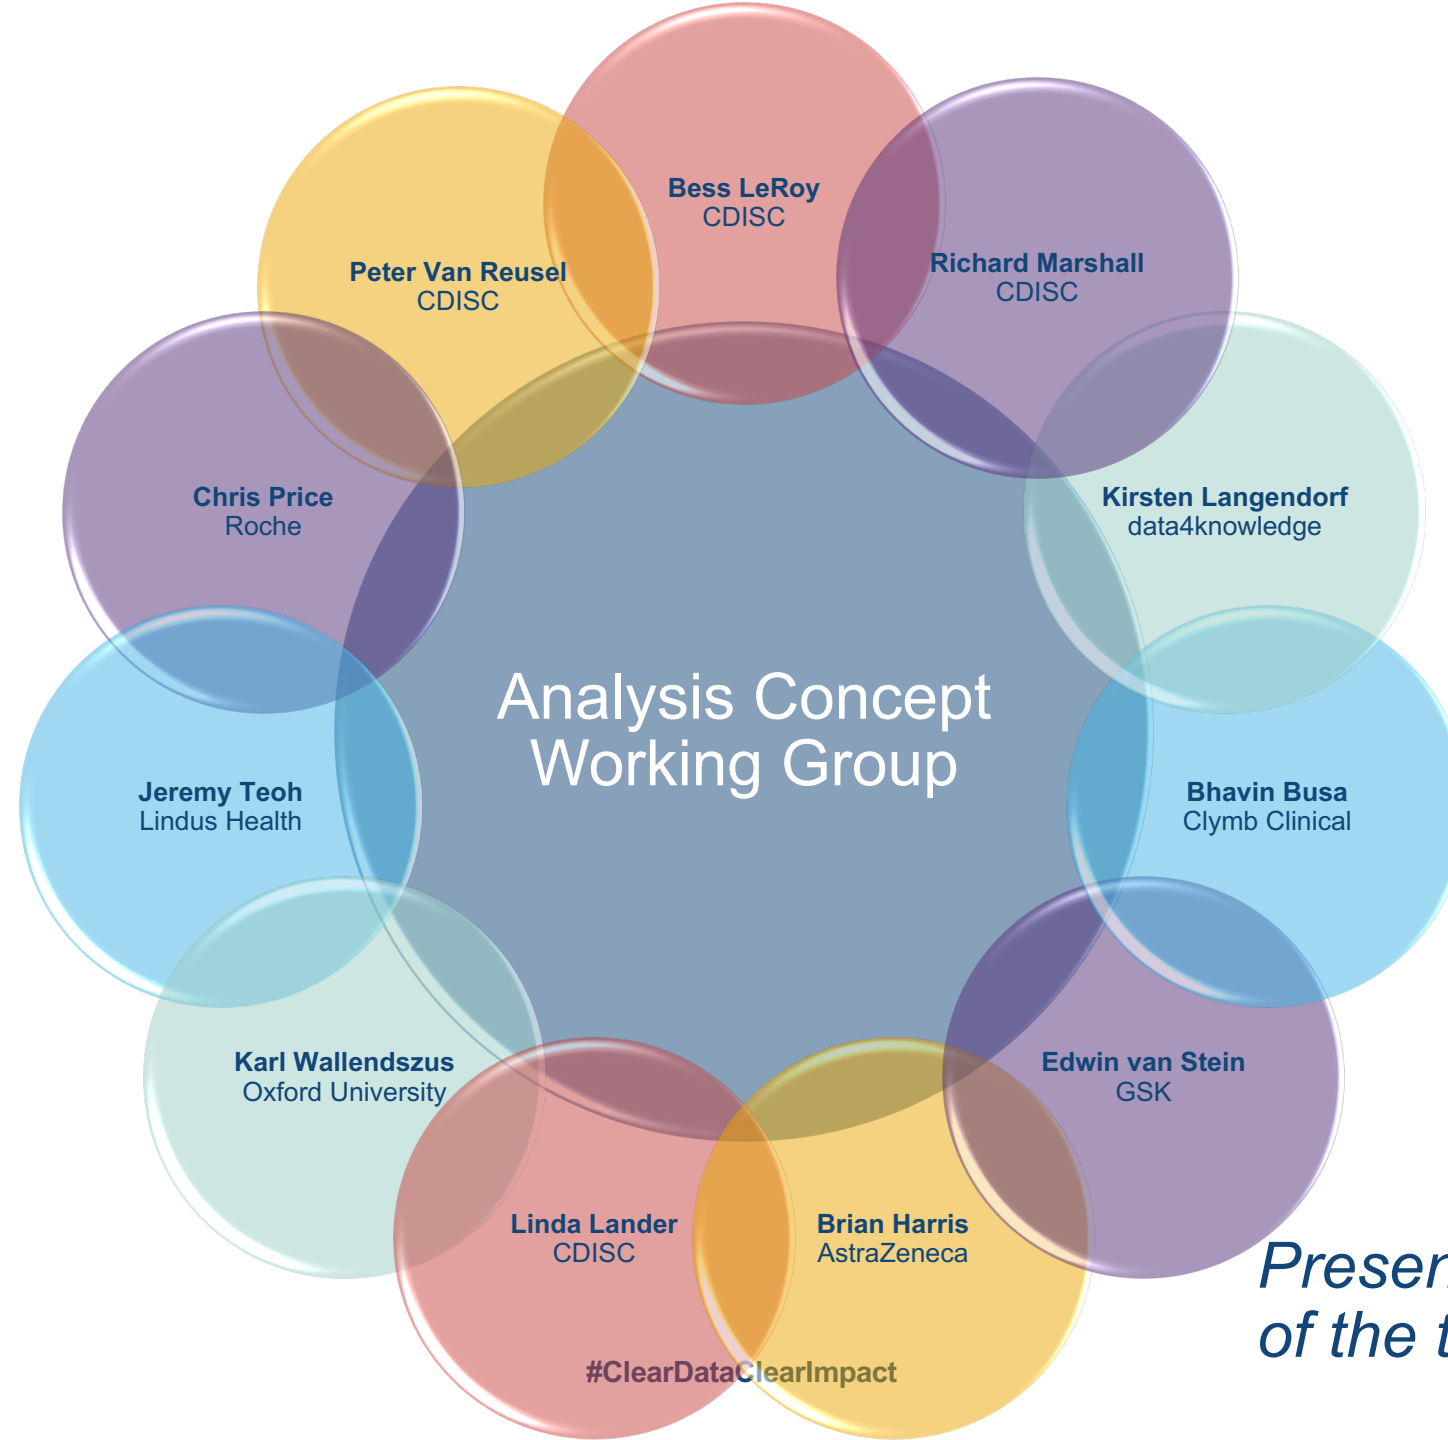 Bess LeRoy
CDISC
Richard Marshall
CDISC
Peter Van Reusel
CDISC
Chris Price
Roche
Kirsten Langendorf
data4knowledge
Analysis Concept
Working Group
Jeremy Teoh
Lindus Health
Bhavin Busa
Clymb Clinical
Karl Wallendszus
Oxford University
Edwin van Stein
GSK
Linda Lander
CDISC
Brian Harris
AstraZeneca
of the
#ClearDataClearImpact